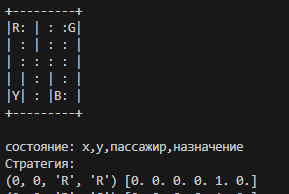 +---------+
|R: | : :G|
| : | : : |
| : : : : |
| | : | : |
|Y| : |B: |
+---------+

состояние: x,y,пассажир,назначение
Стратегия:
(0, 0, 'R', 'R') [0. 0. 0. 0. 1. 0.]